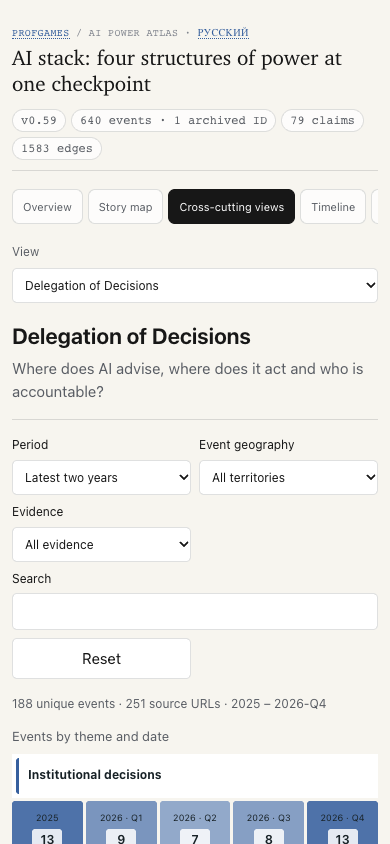 PROFGAMES / AI POWER ATLAS · РУССКИЙ
AI stack: four structures of power at
one checkpoint
v0.59
640 events · 1 archived ID
79 claims
1583 edges
Overview
Story map
Cross-cutting views
Timeline
View
Delegation of Decisions
Delegation of Decisions
Where does AI advise, where does it act and who is
accountable?
Period
Event geography
Latest two years
All territories
Evidence
All evidence
Search
Reset
188 unique events · 251 source URLs · 2025 – 2026-Q4
Events by theme and date
Institutional decisions
2025
2026 · Q1
2026 · Q2
2026 · Q3
2026 · Q4
13
9
7
8
13